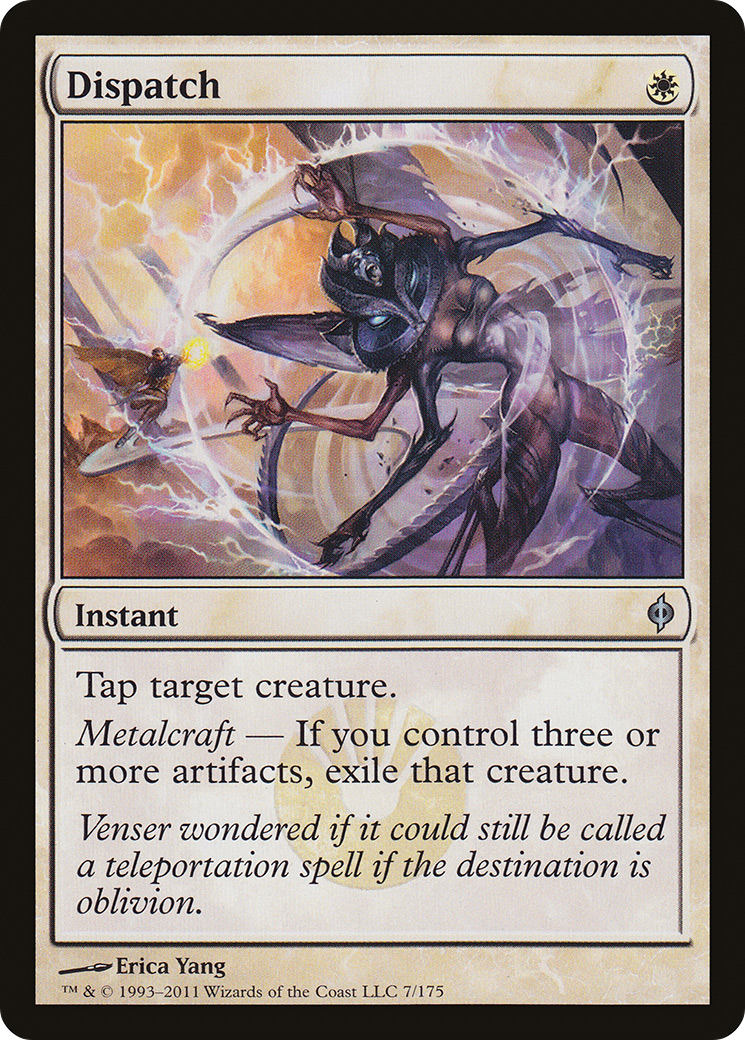 Dispatch
Instant
Tap target creature.
Metalcraft — If you control three or
more artifacts, exile that creature.
Venser wondered if it could still be called
a teleportation spell if the destination is
oblivion.
Erica Yang
™ & © 1993–2011 Wizards of the Coast LLC 7/175